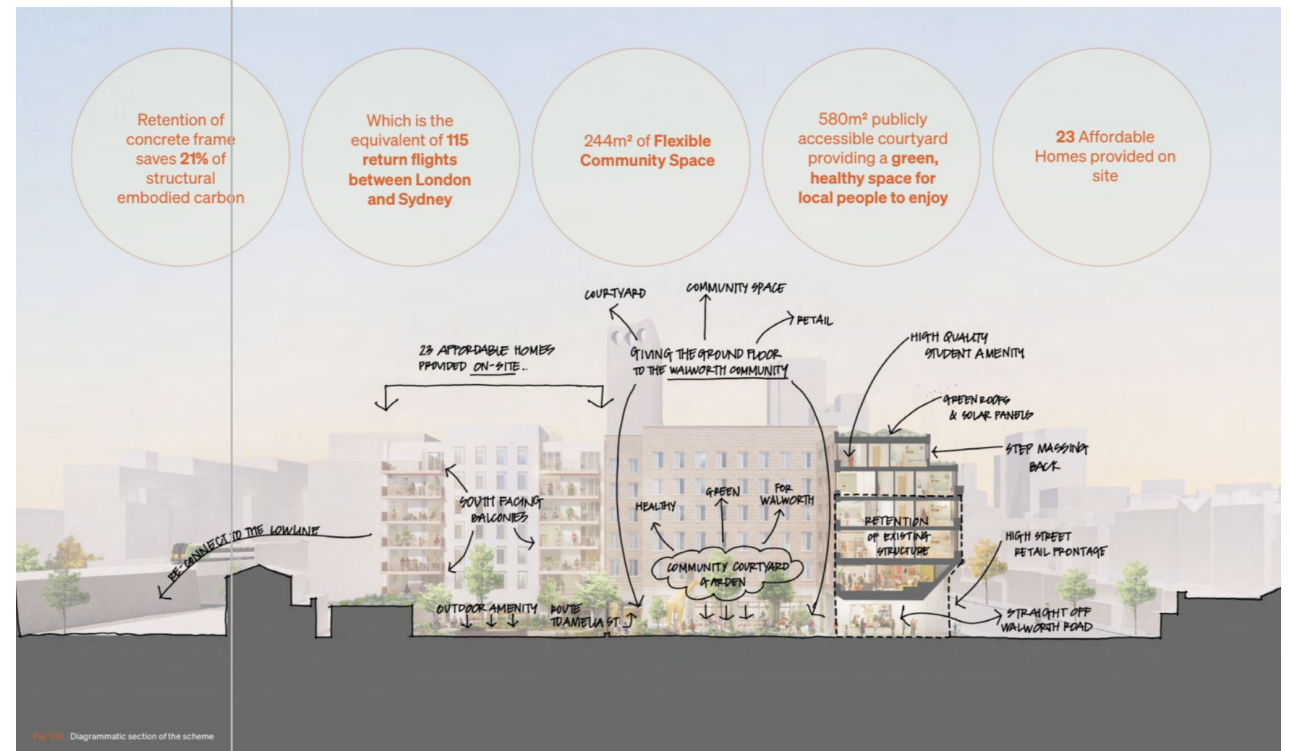 Retention of
concrete frame
saves 21% of
structural
embodied carbon
Which is the
equivalent of 115
return flights
between London
and Sydney
244m² of Flexible
Community Space
580m² publicly
accessible courtyard
providing a green,
healthy space for
local people to enjoy
23 Affordable
Homes provided on
site
COURTYARD
COMMUNITY SPACE
RETAIL
23 AFFORDABLE HOMES
PROVIDED ON-SITE..
GIVING THE GROUND FLOOR
TO THE WALWORTH COMMUNITY
HIGH QUALITY
STUDENT AMENITY
GREEN ROOFS
& SOLAR PANELS
STEP MASSING
BACK
SOUTH FACING
BALCONIES
HEALTHY
GREEN
FOR
WALWORTH
RE-CONNECT TO THE LOWLINE
RETENTION
OF EXISTING
STRUCTURE
HIGH STREET
RETAIL FRONTAGE
COMMUNITY COURTYARD
GARDEN
OUTDOOR AMENITY
ROUTE
TO AMELIA ST.
STRAIGHT OFF
WALWORTH ROAD
Diagrammatic section of the scheme